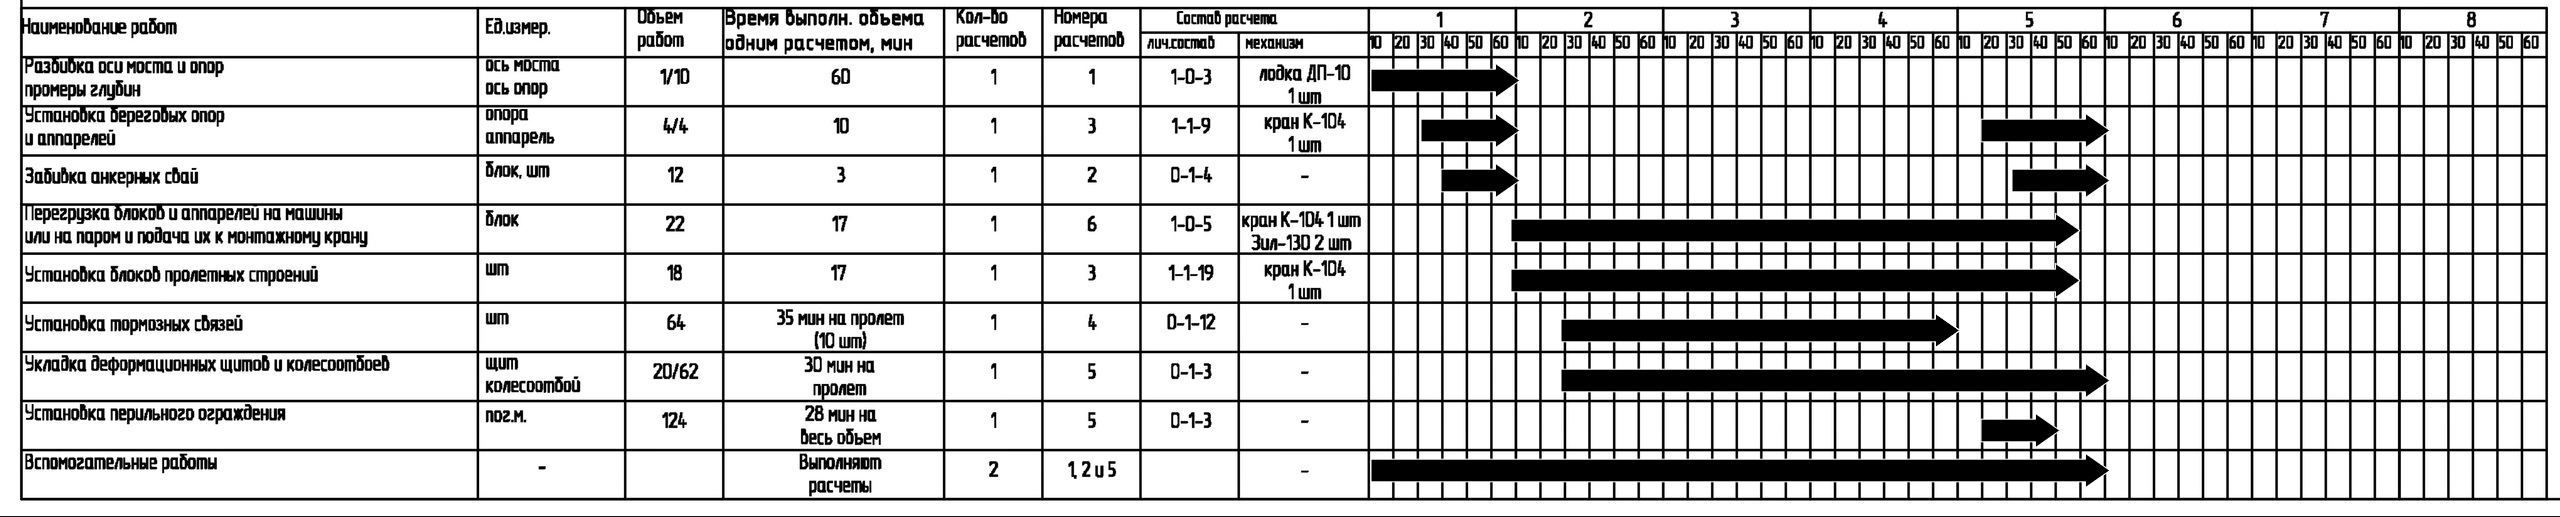 Наименование работ
Ед.измер.
Объем
работ
Время выполн. объема
одним расчетом, мин
Кол-во
расчетов
Номера
расчетов
Состав расчета
лич.состав
механизм
1 2 3 4 5 6 7 8
10 20 30 40 50 60 10 20 30 40 50 60 10 20 30 40 50 60 10 20 30 40 50 60 10 20 30 40 50 60 10 20 30 40 50 60 10 20 30 40 50 60 10 20 30 40 50 60
Разбивка оси моста и опор
промеры глубин
ось моста
ось опор
1/10
60
1
1
1-0-3
лодка ДП-10
1 шт
Установка береговых опор
и аппарелей
опора
аппарель
4/4
10
1
3
1-1-9
кран К-104
1 шт
Забивка анкерных свай
блок, шт
12
3
1
2
0-1-4
-
Перегрузка блоков и аппарелей на машины
или на паром и подача их к монтажному крану
блок
22
17
1
6
1-0-5
кран К-104 1 шт
Зил-130 2 шт
Установка блоков пролетных строений
шт
18
17
1
3
1-1-19
кран К-104
1 шт
Установка тормозных связей
шт
64
35 мин на пролет
(10 шт)
1
4
0-1-12
-
Укладка деформационных щитов и колесоотбоев
щит
колесоотбой
20/62
30 мин на
пролет
1
5
0-1-3
-
Установка перильного ограждения
пог.м.
124
28 мин на
весь объем
1
5
0-1-3
-
Вспомогательные работы
-
Выполняют
расчеты
2
1, 2 и 5
-